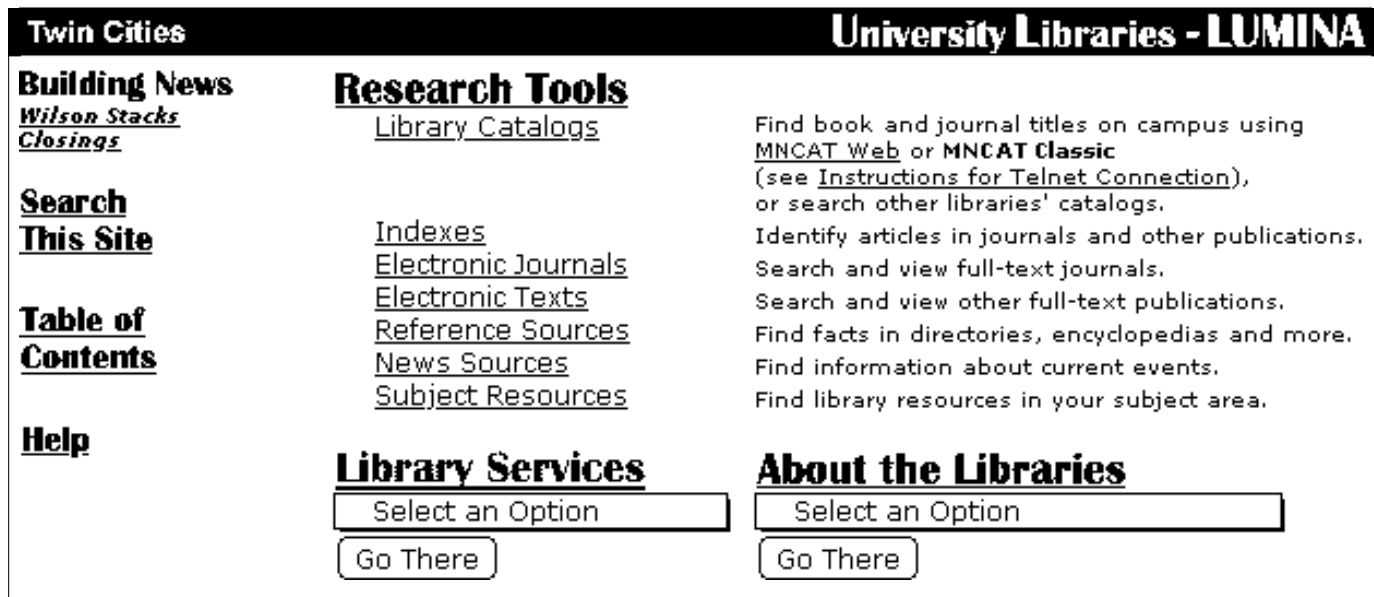 Twin Cities
University Libraries - LUMINA
Building News
Wilson Stacks
Closings
Search
This Site
Table of
Contents
Help
Research Tools
Library Catalogs
Find book and journal titles on campus using
MNCAT Web or MNCAT Classic
(see Instructions for Telnet Connection),
or search other libraries' catalogs.
Indexes
Identify articles in journals and other publications.
Electronic Journals
Search and view full-text journals.
Electronic Texts
Search and view other full-text publications.
Reference Sources
Find facts in directories, encyclopedias and more.
News Sources
Find information about current events.
Subject Resources
Find library resources in your subject area.
Library Services
Select an Option
Go There
About the Libraries
Select an Option
Go There